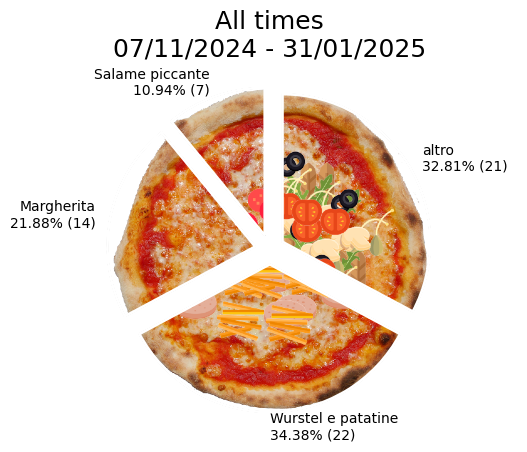 All times
07/11/2024 - 31/01/2025
Salame piccante
10.94% (7)
altro
32.81% (21)
Margherita
21.88% (14)
Wurstel e patatine
34.38% (22)